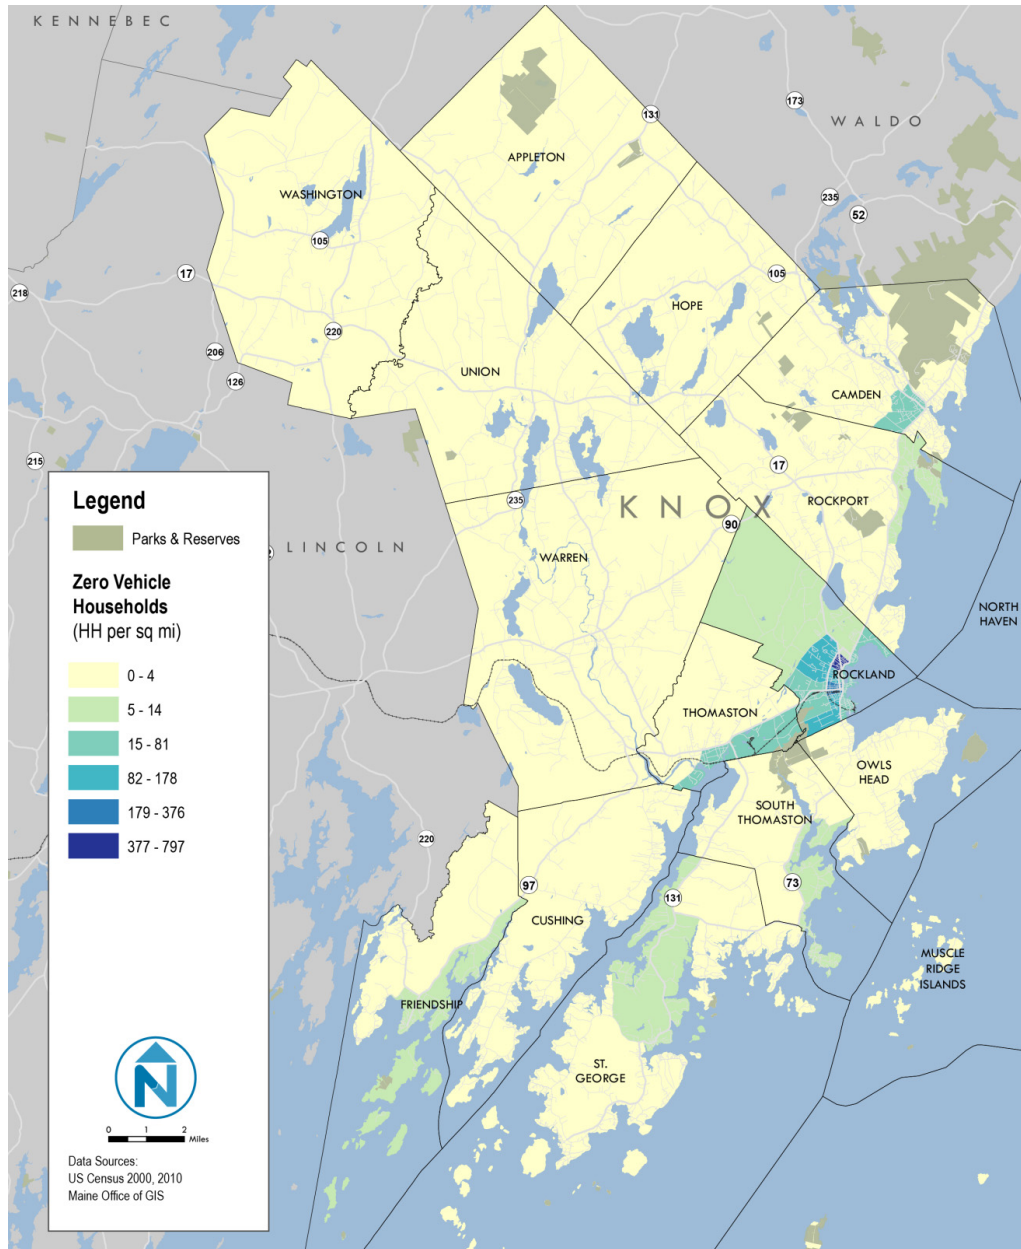 KENNEBEC
131
173
WALDO
APPLETON
WASHINGTON
235
52
105
17
105
218
HOPE
220
206
UNION
126
CAMDEN
215
17
235
ROCKPORT
KNOX
90
LINCOLN
WARREN
NORTH
HAVEN
ROCKLAND
THOMASTON
OWLS
HEAD
SOUTH
THOMASTON
220
97
73
131
CUSHING
MUSCLE
RIDGE
ISLANDS
FRIENDSHIP
ST.
GEORGE
Legend
Parks & Reserves
Zero Vehicle
Households
(HH per sq mi)
0 - 4
5 - 14
15 - 81
82 - 178
179 - 376
377 - 797
N
0 1 2
Miles
Data Sources:
US Census 2000, 2010
Maine Office of GIS